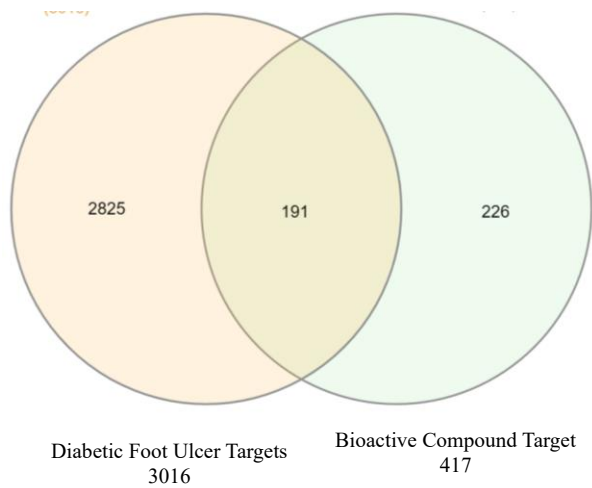 2825
191
226
Diabetic Foot Ulcer Targets
3016
Bioactive Compound Target
417